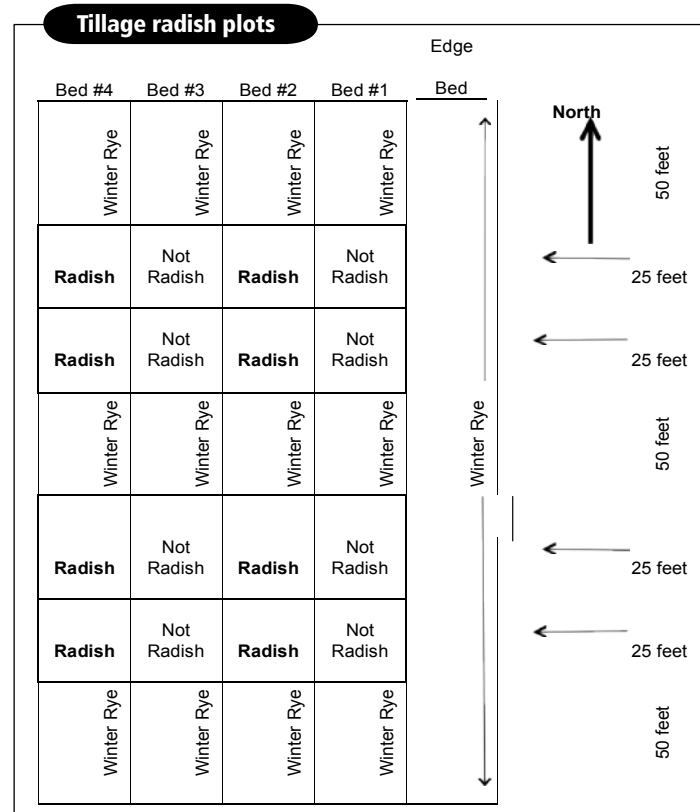 Tillage radish plots
Edge
Bed #4 Bed #3 Bed #2 Bed #1 Bed
North
Winter Rye Winter Rye Winter Rye Winter Rye 50 feet
Radish Not Radish Radish Not Radish 25 feet
Radish Not Radish Radish Not Radish 25 feet
Winter Rye Winter Rye Winter Rye Winter Rye Winter Rye 50 feet
Radish Not Radish Radish Not Radish 25 feet
Radish Not Radish Radish Not Radish 25 feet
Winter Rye Winter Rye Winter Rye Winter Rye 50 feet